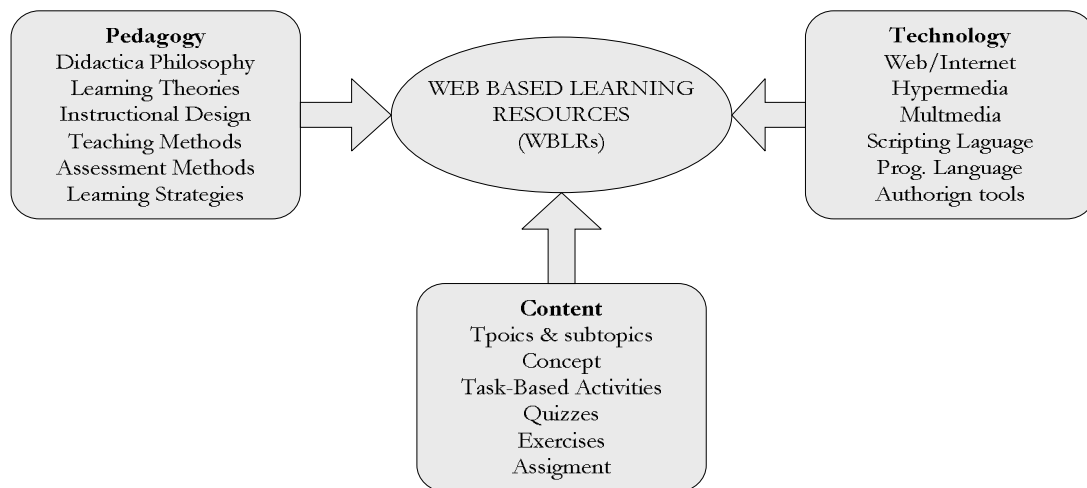 Pedagogy
Didactica Philosophy
Learning Theories
Instructional Design
Teaching Methods
Assessment Methods
Learning Strategies
WEB BASED LEARNING
RESOURCES
(WBLRs)
Technology
Web/Internet
Hypermedia
Multmedia
Scripting Laguage
Prog. Language
Authorign tools
Content
Tpoics & subtopics
Concept
Task-Based Activities
Quizzes
Exercises
Assigment